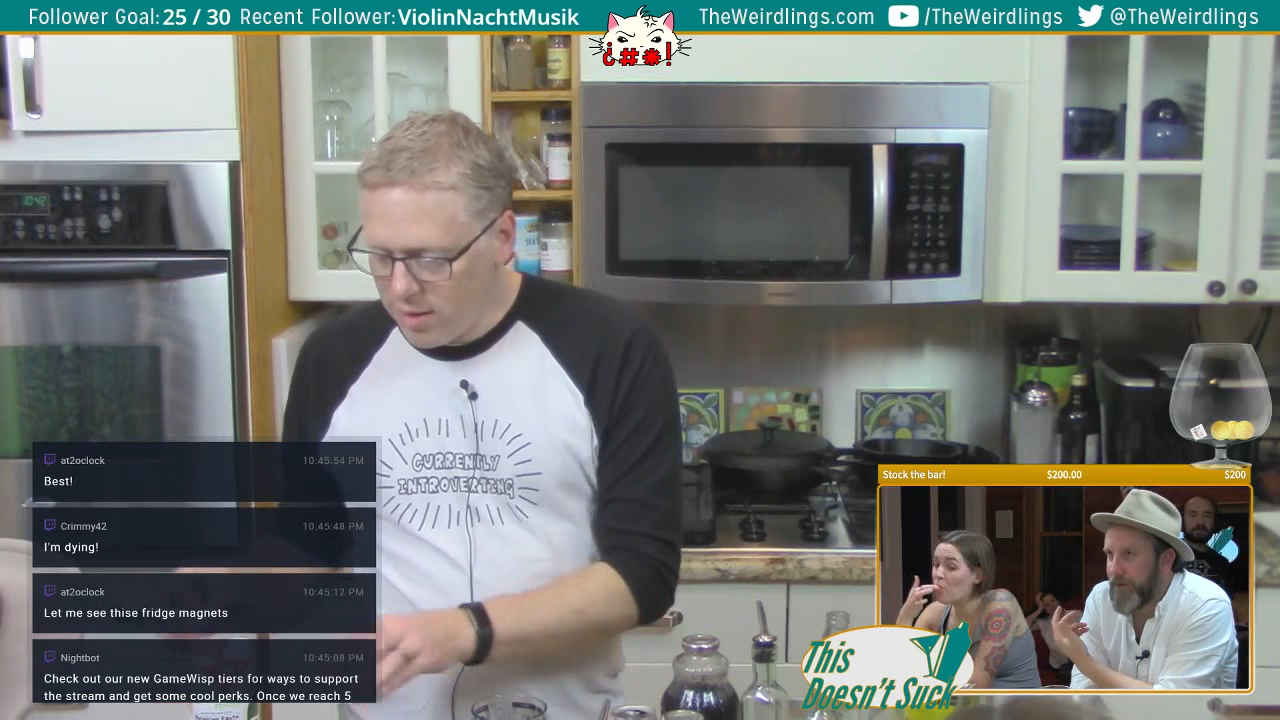 Follower Goal: 25 / 30 Recent Follower: ViolinNachtMusik
TheWeirdlings.com /TheWeirdlings @TheWeirdlings
¿#*!
10:42
CURRENTLY
INTROVERTING
at2oclock 10:45:54 PM
Best!
Crimmy42 10:45:48 PM
I'm dying!
at2oclock 10:45:12 PM
Let me see thise fridge magnets
Nightbot 10:45:08 PM
Check out our new GameWisp tiers for ways to support
the stream and get some cool perks. Once we reach 5
Stock the bar! $200.00 $200
This
Doesn't Suck